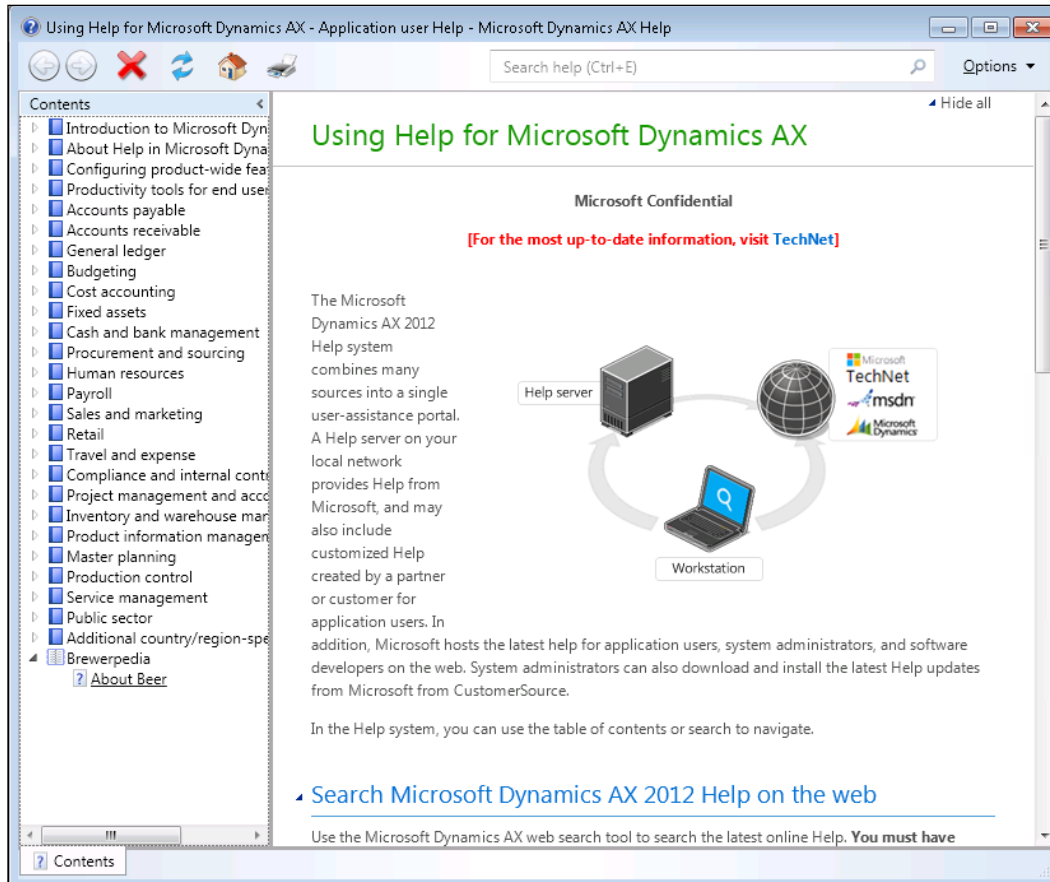 Using Help for Microsoft Dynamics AX - Application user Help - Microsoft Dynamics AX Help
Search help (Ctrl+E)
Options
Contents
Introduction to Microsoft Dyn
About Help in Microsoft Dyna
Configuring product-wide fea
Productivity tools for end user
Accounts payable
Accounts receivable
General ledger
Budgeting
Cost accounting
Fixed assets
Cash and bank management
Procurement and sourcing
Human resources
Payroll
Sales and marketing
Retail
Travel and expense
Compliance and internal contr
Project management and acco
Inventory and warehouse mar
Product information managen
Master planning
Production control
Service management
Public sector
Additional country/region-spe
Brewerpedia
? About Beer
Hide all
Using Help for Microsoft Dynamics AX
Microsoft Confidential
[For the most up-to-date information, visit TechNet]
The Microsoft
Dynamics AX 2012
Help system
combines many
sources into a single
user-assistance portal.
A Help server on your
local network
provides Help from
Microsoft, and may
also include
customized Help
created by a partner
or customer for
application users. In
addition, Microsoft hosts the latest help for application users, system administrators, and software
developers on the web. System administrators can also download and install the latest Help updates
from Microsoft from CustomerSource.
Help server
Microsoft
TechNet
msdn
Microsoft
Dynamics
Workstation
In the Help system, you can use the table of contents or search to navigate.
Search Microsoft Dynamics AX 2012 Help on the web
Use the Microsoft Dynamics AX web search tool to search the latest online Help. You must have
? Contents